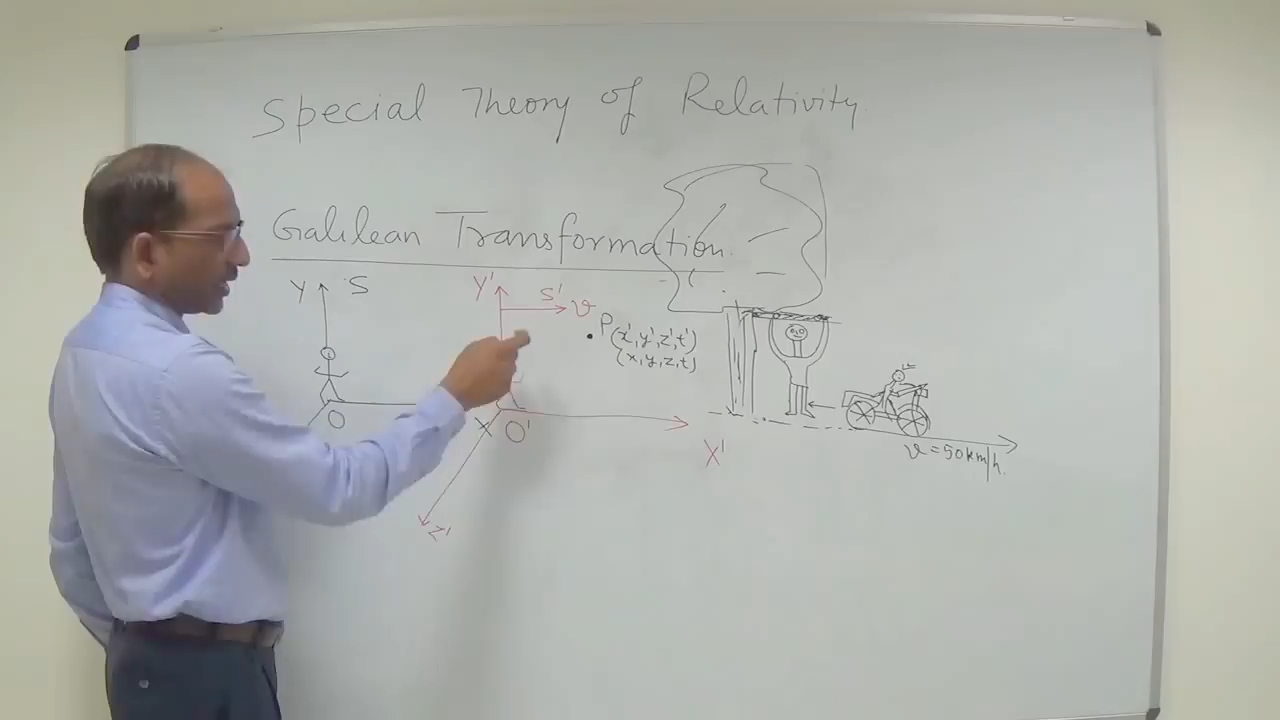 Special Theory of Relativity
Galilean Transformation.
Y S
Y' S' v
P (x', y', z', t')
(x, y, z, t)
O
X O'
X'
Z'
v = 50 km/h.